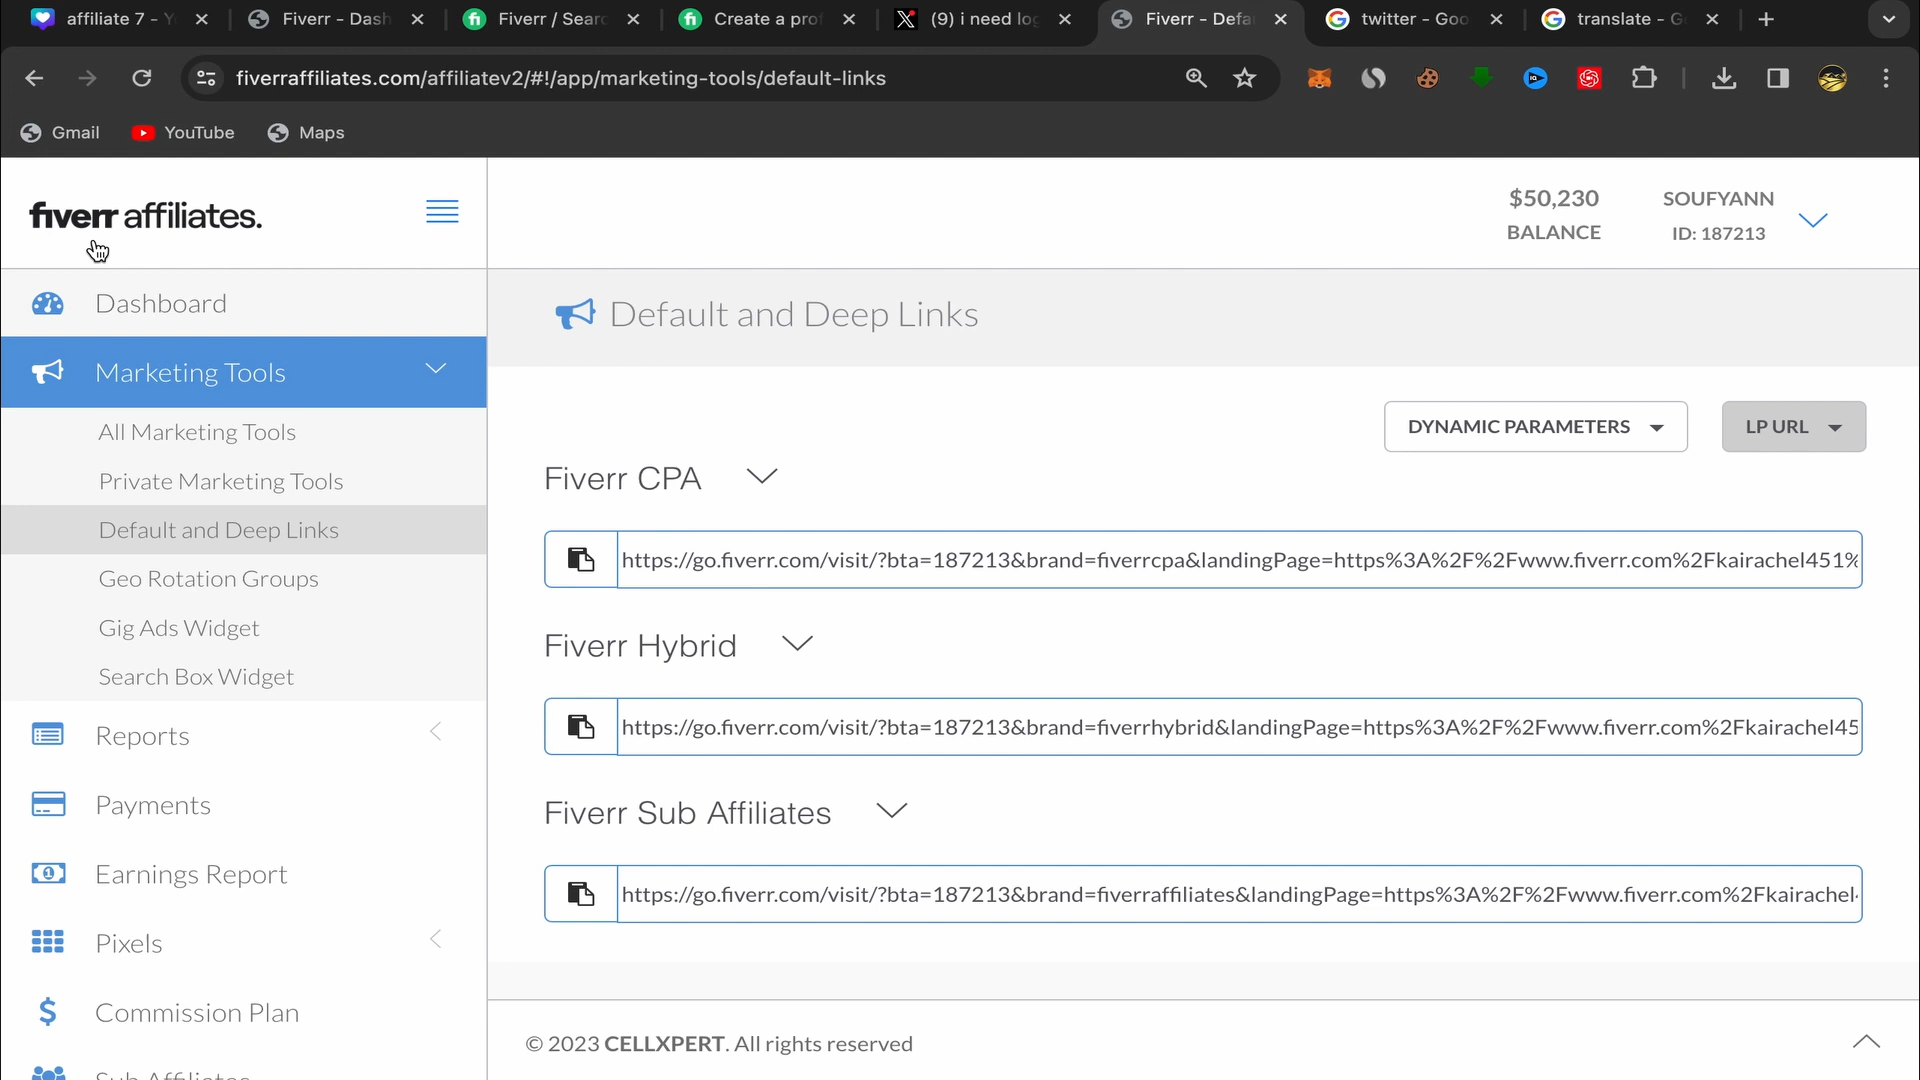 affiliate 7 - Y
Fiverr - Dash
Fiverr / Sear
Create a prof
(9) i need log
Fiverr - Defa
twitter - Goo
translate - G
fiverraffiliates.com/affiliatev2/#!/app/marketing-tools/default-links
Gmail
YouTube
Maps
fiverr affiliates.
$50,230
BALANCE
SOUFYANN
ID: 187213
Dashboard
Marketing Tools
All Marketing Tools
Private Marketing Tools
Default and Deep Links
Geo Rotation Groups
Gig Ads Widget
Search Box Widget
Reports
Payments
Earnings Report
Pixels
Commission Plan
Sub Affiliates
Default and Deep Links
DYNAMIC PARAMETERS
LP URL
Fiverr CPA
https://go.fiverr.com/visit/?bta=187213&brand=fiverrcpa&landingPage=https%3A%2F%2Fwww.fiverr.com%2Fkairachel451%
Fiverr Hybrid
https://go.fiverr.com/visit/?bta=187213&brand=fiverrhybrid&landingPage=https%3A%2F%2Fwww.fiverr.com%2Fkairachel45
Fiverr Sub Affiliates
https://go.fiverr.com/visit/?bta=187213&brand=fiverraffiliates&landingPage=https%3A%2F%2Fwww.fiverr.com%2Fkairachel
© 2023 CELLXPERT. All rights reserved